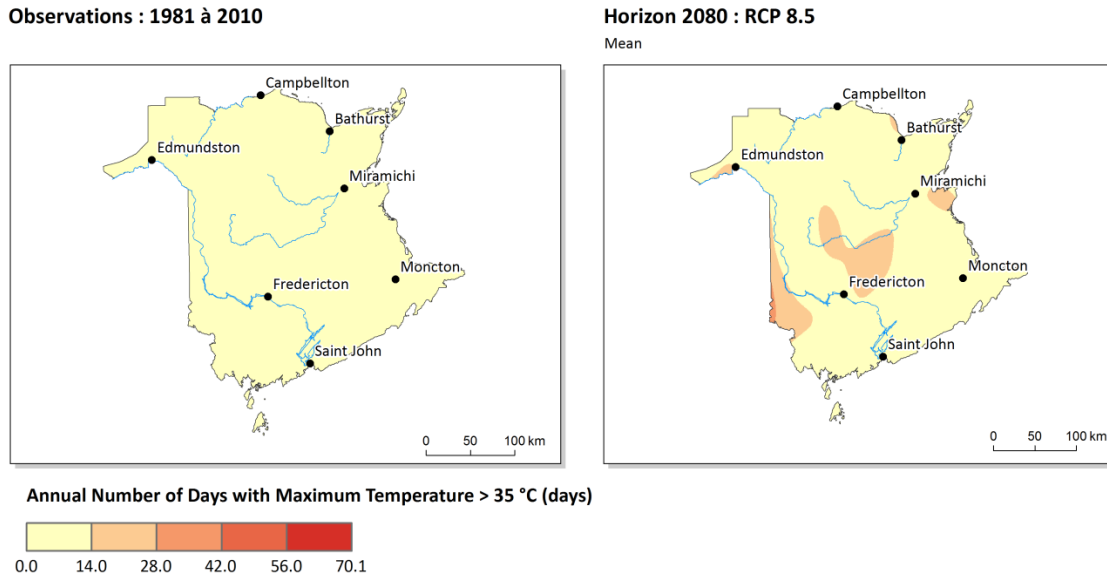 Observations : 1981 à 2010
Campbellton
Bathurst
Edmundston
Miramichi
Moncton
Fredericton
Saint John
0 50 100 km
Horizon 2080 : RCP 8.5
Mean
Campbellton
Bathurst
Edmundston
Miramichi
Moncton
Fredericton
Saint John
0 50 100 km
Annual Number of Days with Maximum Temperature > 35 °C (days)
0.0 14.0 28.0 42.0 56.0 70.1